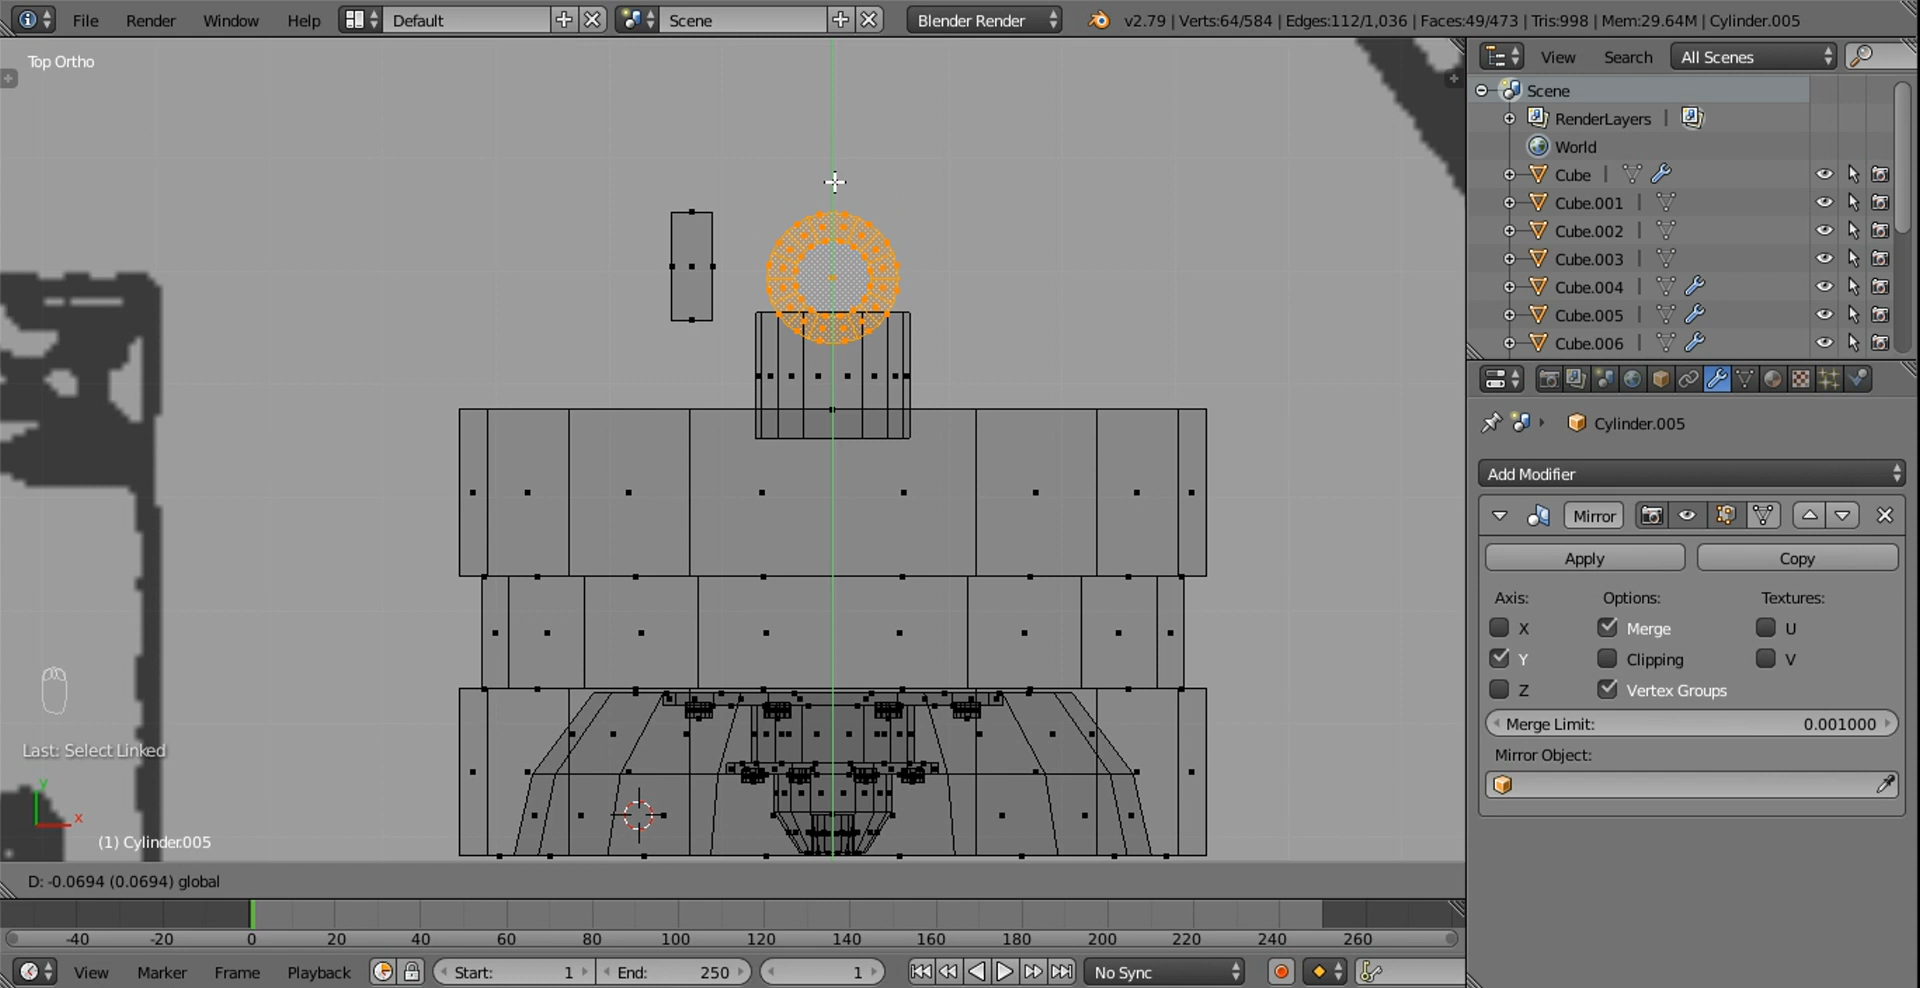 File Render Window Help Default Scene Blender Render v2.79 | Verts:64/584 | Edges:112/1,036 | Faces:49/473 | Tris:998 | Mem:29.64M | Cylinder.005
Top Ortho
View Search All Scenes
Scene
RenderLayers
World
Cube
Cube.001
Cube.002
Cube.003
Cube.004
Cube.005
Cube.006
Cylinder.005
Add Modifier
Mirror
Apply Copy
Axis: Options: Textures:
X Merge U
Y Clipping V
Z Vertex Groups
Merge Limit: 0.001000
Mirror Object:
Last: Select Linked
y
x
(1) Cylinder.005
D: -0.0694 (0.0694) global
-40 -20 0 20 40 60 80 100 120 140 160 180 200 220 240 260
View Marker Frame Playback Start: 1 End: 250 1 No Sync